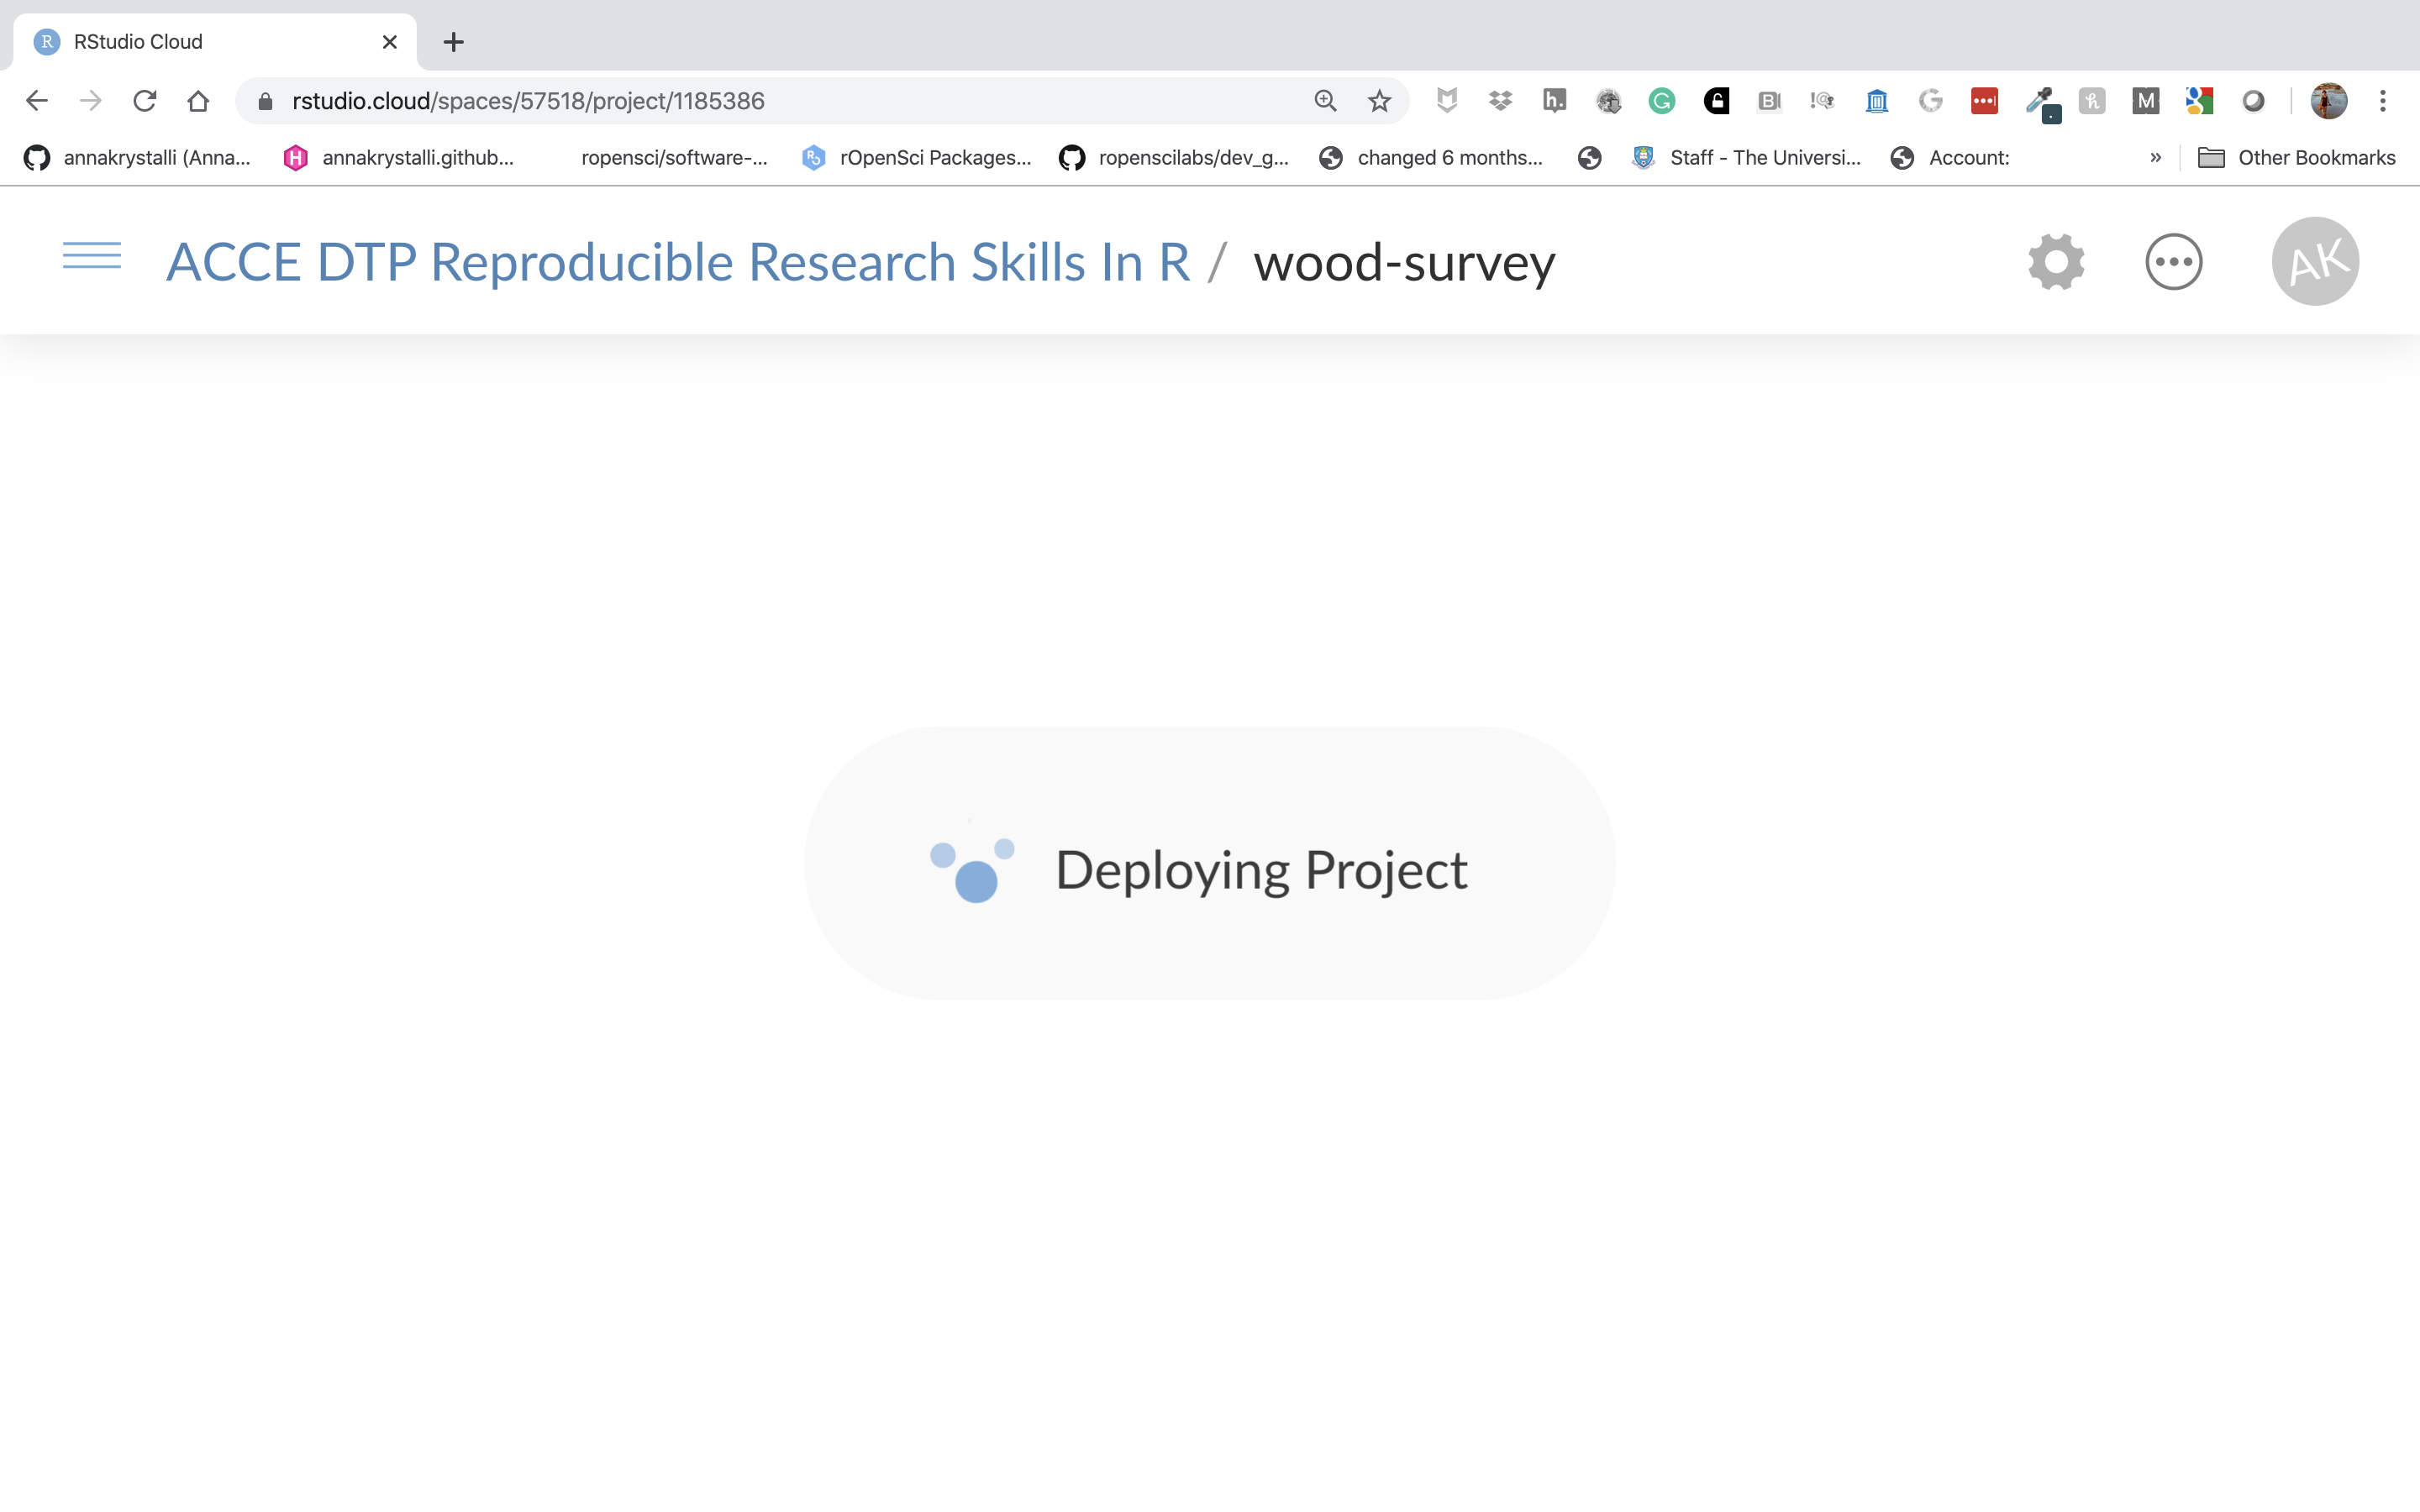 R RStudio Cloud
rstudio.cloud/spaces/57518/project/1185386
annakrystalli (Anna...
H annakrystalli.github...
ropensci/software-...
rOpenSci Packages...
ropenscilabs/dev_g...
changed 6 months...
Staff - The Universi...
Account:
»
Other Bookmarks
ACCE DTP Reproducible Research Skills In R / wood-survey
AK
Deploying Project